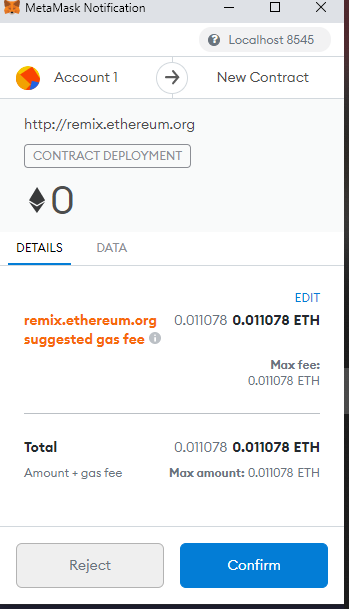 MetaMask Notification
Localhost 8545
Account 1
New Contract
http://remix.ethereum.org
CONTRACT DEPLOYMENT
0
DETAILS DATA
EDIT
remix.ethereum.org 0.011078 0.011078 ETH
suggested gas fee
Max fee:
0.011078 ETH
Total 0.011078 0.011078 ETH
Amount + gas fee Max amount: 0.011078 ETH
Reject Confirm